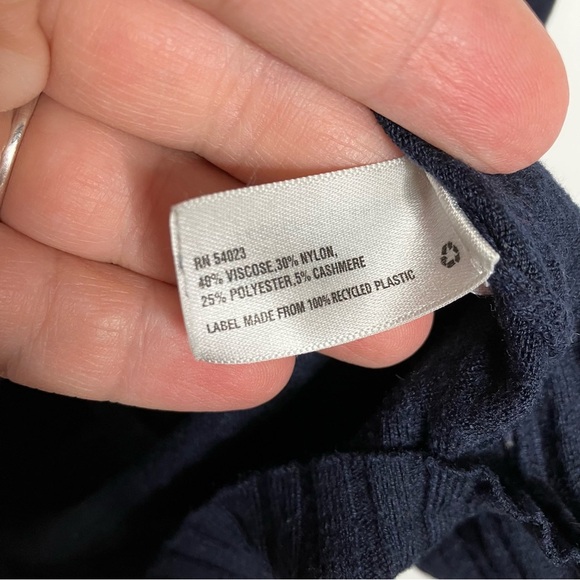 RN 54023
40% VISCOSE,30% NYLON,
25% POLYESTER,5% CASHMERE
LABEL MADE FROM 100% RECYCLED PLASTIC